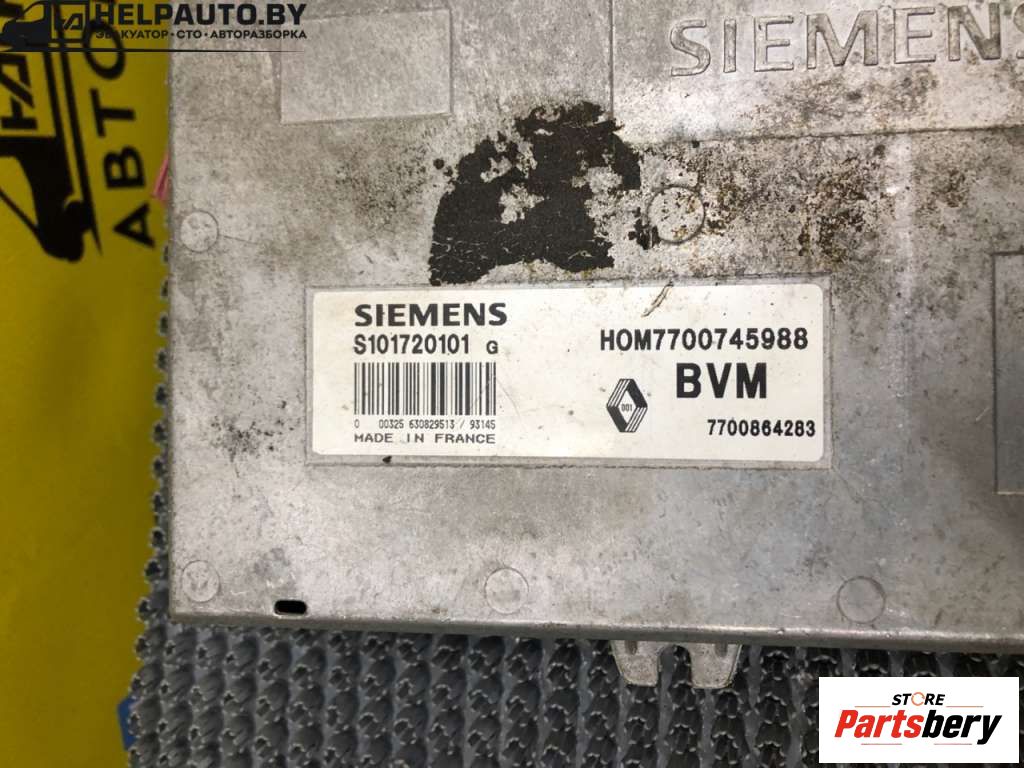 HELPAUTO.BY
ЭВАКУАТОР · СТО · АВТОРАЗБОРКА
АВТО
SIEMENS
SIEMENS
S101720101 G
0 00325 630829513 / 93145
MADE IN FRANCE
HOM7700745988
001
BVM
7700864283
STORE
Partsbery